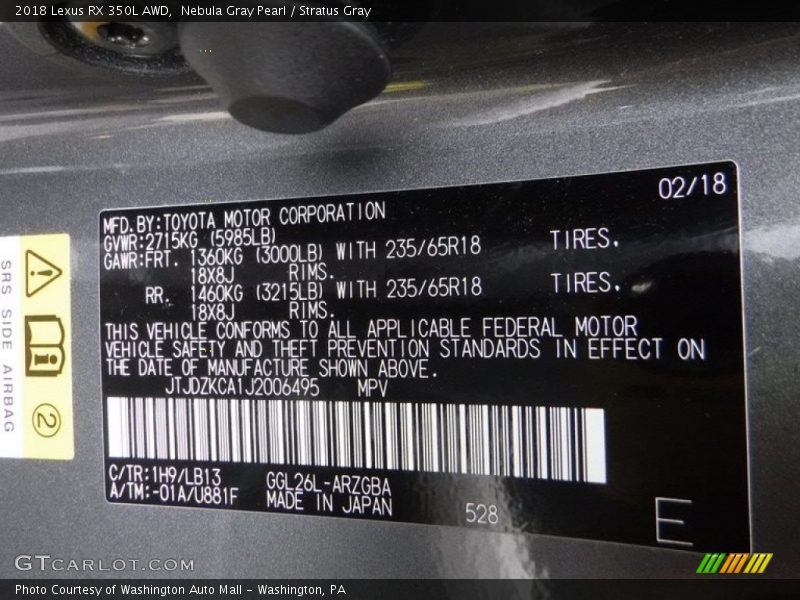 2018 Lexus RX 350L AWD, Nebula Gray Pearl / Stratus Gray
02/18
MFD.BY:TOYOTA MOTOR CORPORATION
GVWR:2715KG (5985LB)
GAWR:FRT. 1360KG (3000LB) WITH 235/65R18 TIRES.
18X8J RIMS.
RR. 1460KG (3215LB) WITH 235/65R18 TIRES.
18X8J RIMS.
THIS VEHICLE CONFORMS TO ALL APPLICABLE FEDERAL MOTOR
VEHICLE SAFETY AND THEFT PREVENTION STANDARDS IN EFFECT ON
THE DATE OF MANUFACTURE SHOWN ABOVE.
JTJDZKCA1J2006495 MPV
C/TR:1H9/LB13 GGL26L-ARZGBA
A/TM:-01A/U881F MADE IN JAPAN
528
E
SRS SIDE AIRBAG
2
GTCARLOT.COM
Photo Courtesy of Washington Auto Mall - Washington, PA